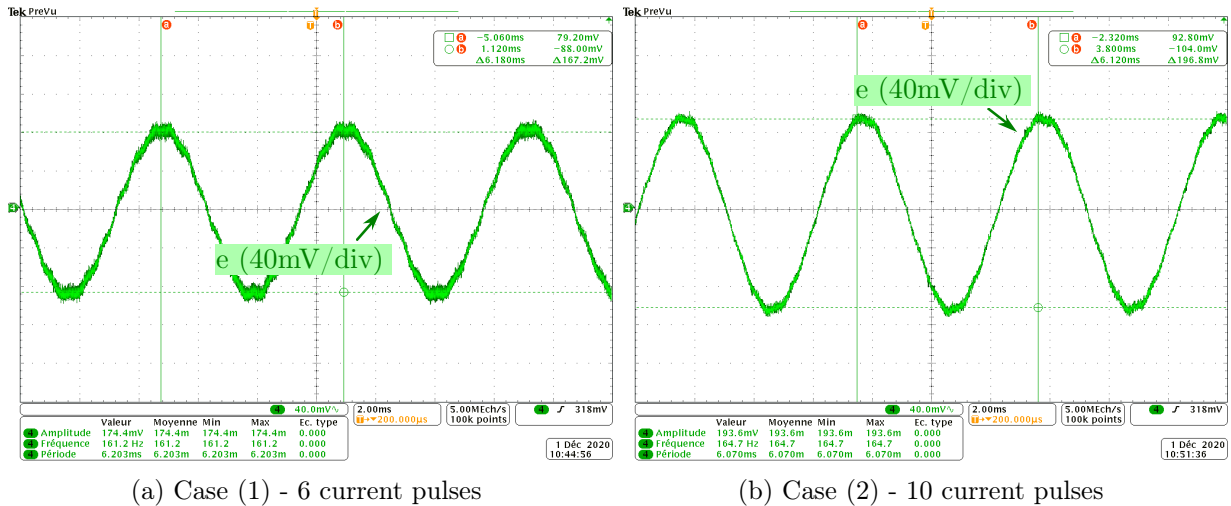 Tek PreVu
T
a
b
T
a -5.060ms 79.20mV
b 1.120ms -88.00mV
Δ6.180ms Δ167.2mV
4
e (40mV/div)
4 40.0mV∿
2.00ms
T→▼200.000µs
5.00MÉch/s
100k points
4 ʃ 318mV
Valeur Moyenne Min Max Éc. type
4 Amplitude 174.4mV 174.4m 174.4m 174.4m 0.000
4 Fréquence 161.2 Hz 161.2 161.2 161.2 0.000
4 Période 6.203ms 6.203m 6.203m 6.203m 0.000
1 Déc 2020
10:44:56
(a) Case (1) - 6 current pulses
Tek PreVu
T
a
T
b
a -2.320ms 92.80mV
b 3.800ms -104.0mV
Δ6.120ms Δ196.8mV
e (40mV/div)
4
4 40.0mV∿
2.00ms
T→▼200.000µs
5.00MÉch/s
100k points
4 ʃ 318mV
Valeur Moyenne Min Max Éc. type
4 Amplitude 193.6mV 193.6m 193.6m 193.6m 0.000
4 Fréquence 164.7 Hz 164.7 164.7 164.7 0.000
4 Période 6.070ms 6.070m 6.070m 6.070m 0.000
1 Déc 2020
10:51:36
(b) Case (2) - 10 current pulses